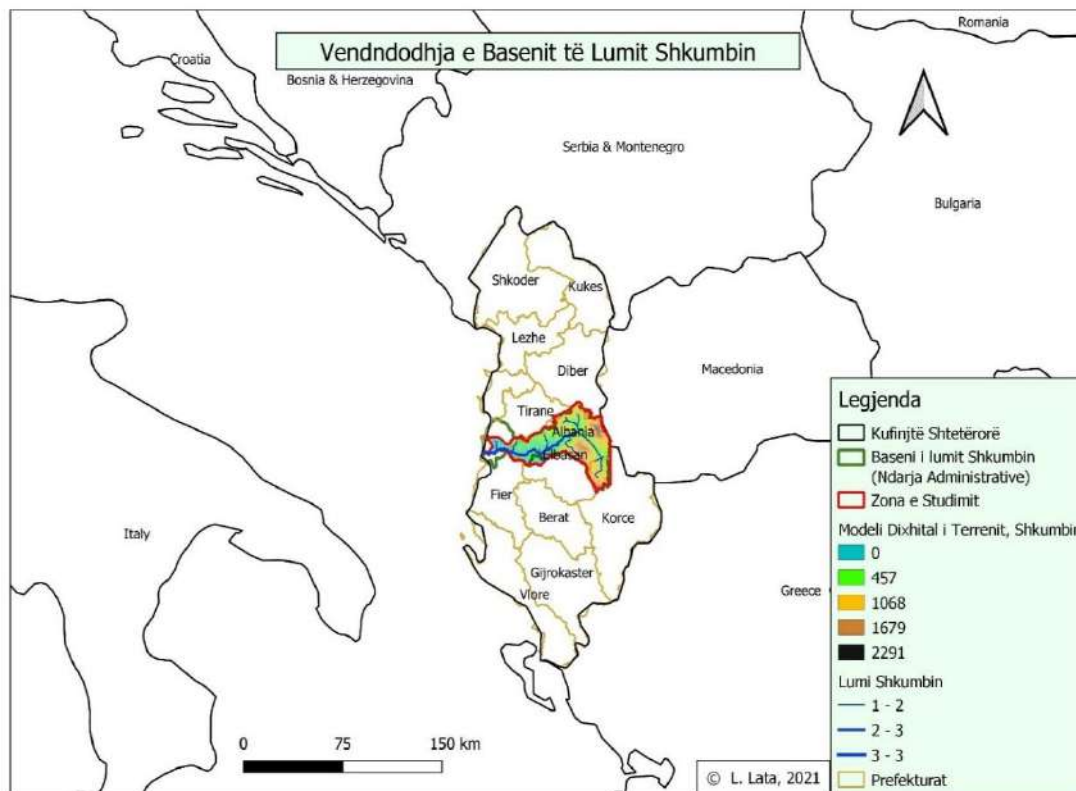 Vendndodhja e Basenit të Lumit Shkumbin
Romania
Croatia
Bosnia & Herzegovina
Serbia & Montenegro
Bulgaria
Shkoder
Kukes
Lezhe
Diber
Macedonia
Tirane
Albania
Elbasan
Fier
Berat
Korce
Italy
Gijrokaster
Vlore
Greece
Legjenda
Kufinjtë Shtetërorë
Baseni i lumit Shkumbin
(Ndarja Administrative)
Zona e Studimit
Modeli Dixhital i Terrenit, Shkumbin
0
457
1068
1679
2291
Lumi Shkumbin
1 - 2
2 - 3
3 - 3
Prefekturat
0 75 150 km
© L. Lata, 2021